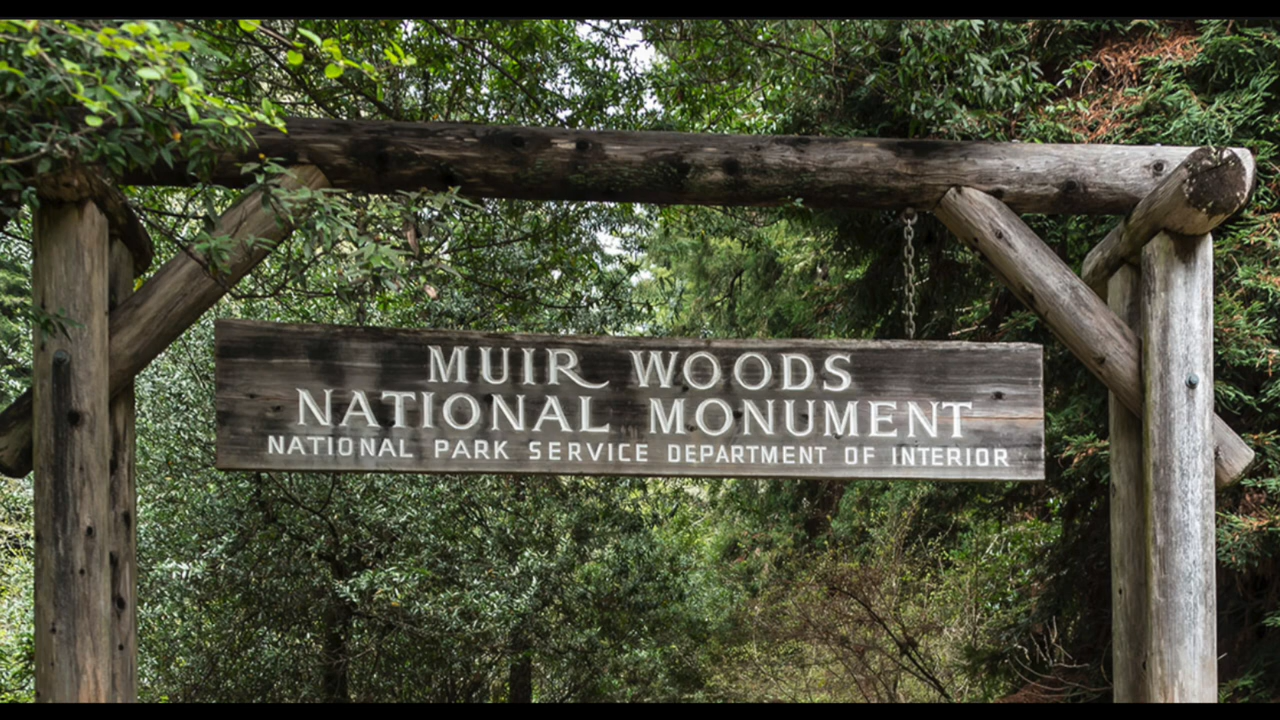 MUIR WOODS
NATIONAL MONUMENT
NATIONAL PARK SERVICE DEPARTMENT OF INTERIOR